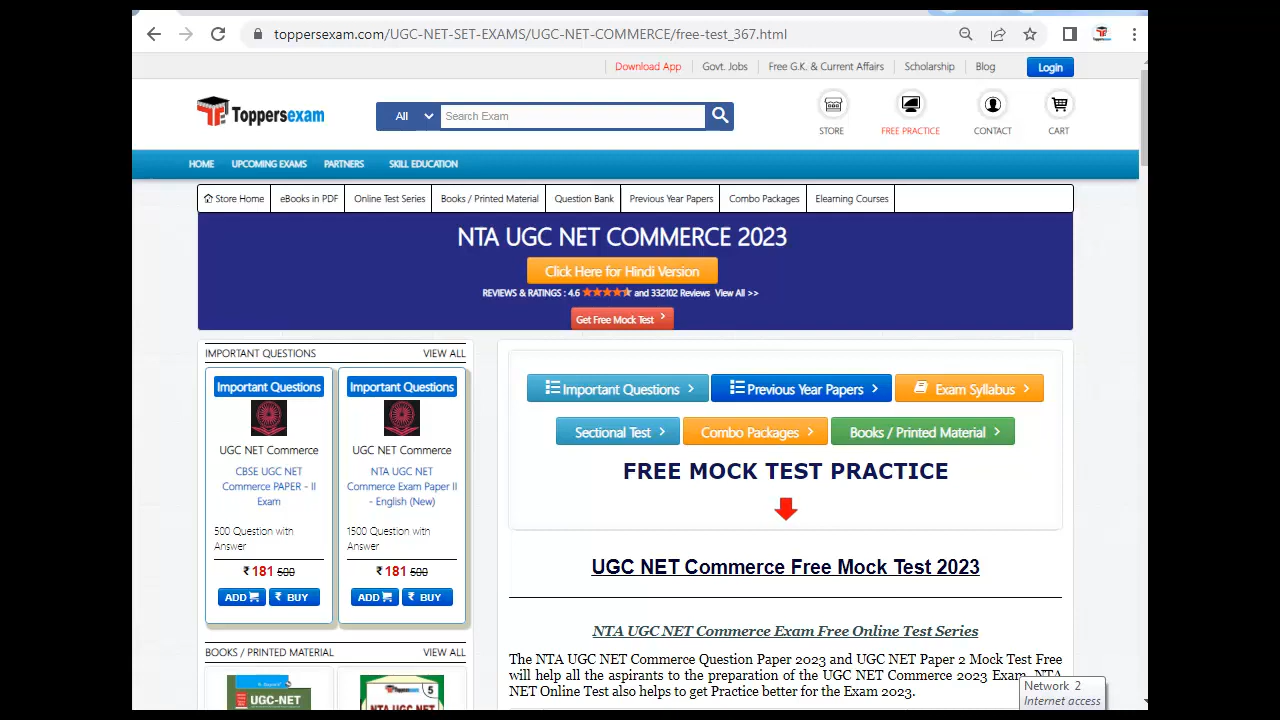 toppersexam.com/UGC-NET-SET-EXAMS/UGC-NET-COMMERCE/free-test_367.html
Download App Govt. Jobs Free G.K. & Current Affairs Scholarship Blog Login
Toppersexam
All Search Exam
STORE FREE PRACTICE CONTACT CART
HOME UPCOMING EXAMS PARTNERS SKILL EDUCATION
Store Home eBooks in PDF Online Test Series Books / Printed Material Question Bank Previous Year Papers Combo Packages Elearning Courses
NTA UGC NET COMMERCE 2023
Click Here for Hindi Version
REVIEWS & RATINGS : 4.6 and 332102 Reviews View All >>
Get Free Mock Test
IMPORTANT QUESTIONS VIEW ALL
Important Questions
UGC NET Commerce
CBSE UGC NET
Commerce PAPER - II
Exam
500 Question with
Answer
₹ 181 500
ADD ₹ BUY
Important Questions
UGC NET Commerce
NTA UGC NET
Commerce Exam Paper II
- English (New)
1500 Question with
Answer
₹ 181 500
ADD ₹ BUY
BOOKS / PRINTED MATERIAL VIEW ALL
UGC-NET
Toppersexam 5
Important Questions Previous Year Papers Exam Syllabus
Sectional Test Combo Packages Books / Printed Material
FREE MOCK TEST PRACTICE
UGC NET Commerce Free Mock Test 2023
NTA UGC NET Commerce Exam Free Online Test Series
The NTA UGC NET Commerce Question Paper 2023 and UGC NET Paper 2 Mock Test Free
will help all the aspirants to the preparation of the UGC NET Commerce 2023 Exam. NTA
NET Online Test also helps to get Practice better for the Exam 2023.
Network 2
Internet access